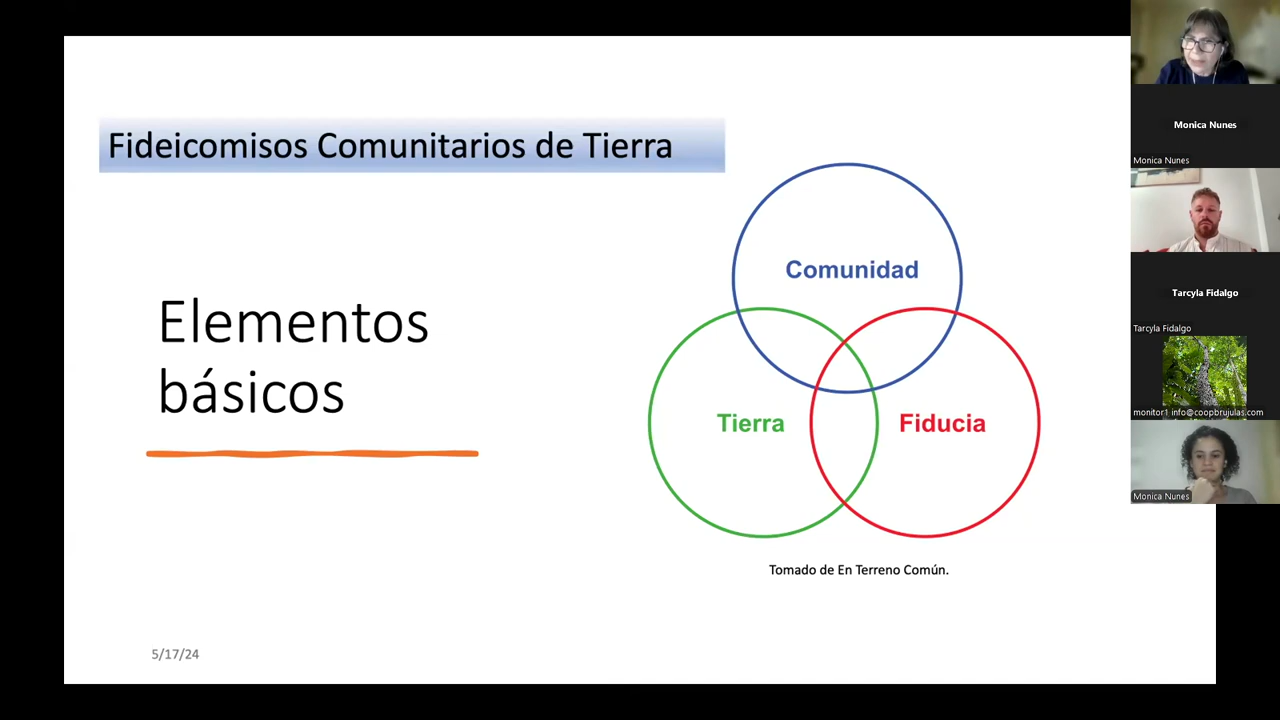 Fideicomisos Comunitarios de Tierra
Elementos
básicos
Comunidad
Tierra
Fiducia
Tomado de En Terreno Común.
5/17/24
Monica Nunes
Monica Nunes
Tarcyla Fidalgo
Tarcyla Fidalgo
monitor1 info@coopbrujulas.com
Monica Nunes